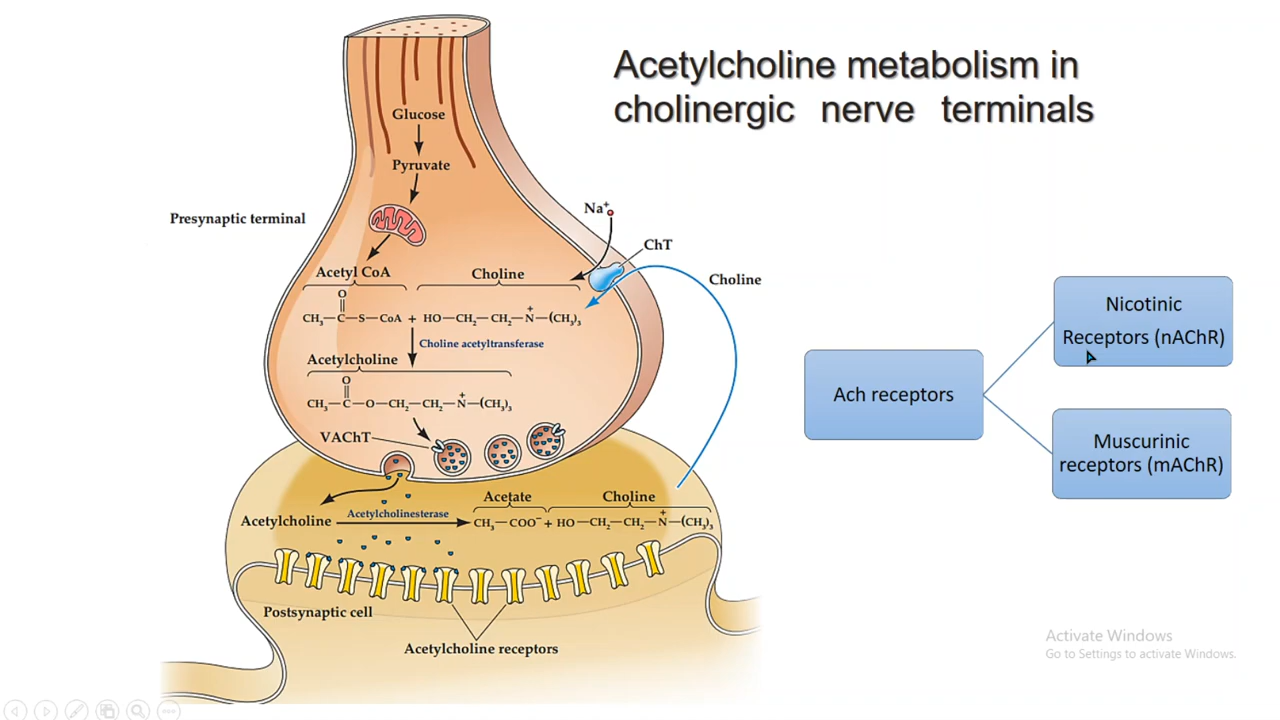 Acetylcholine metabolism in
cholinergic nerve terminals
Glucose
Pyruvate
Presynaptic terminal
Na⁺
ChT
Choline
Acetyl CoA
Choline
O
CH₃—C—S—CoA + HO—CH₂—CH₂—N⁺—(CH₃)₃
Choline acetyltransferase
Acetylcholine
O
CH₃—C—O—CH₂—CH₂—N⁺—(CH₃)₃
VAChT
Acetate
Choline
Acetylcholine
Acetylcholinesterase
CH₃—COO⁻ + HO—CH₂—CH₂—N⁺—(CH₃)₃
Postsynaptic cell
Acetylcholine receptors
Ach receptors
Nicotinic
Receptors (nAChR)
Muscurinic
receptors (mAChR)
Activate Windows
Go to Settings to activate Windows.